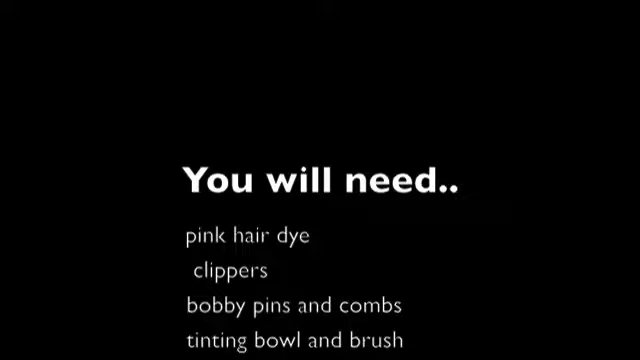 You will need..
pink hair dye
clippers
bobby pins and combs
tinting bowl and brush